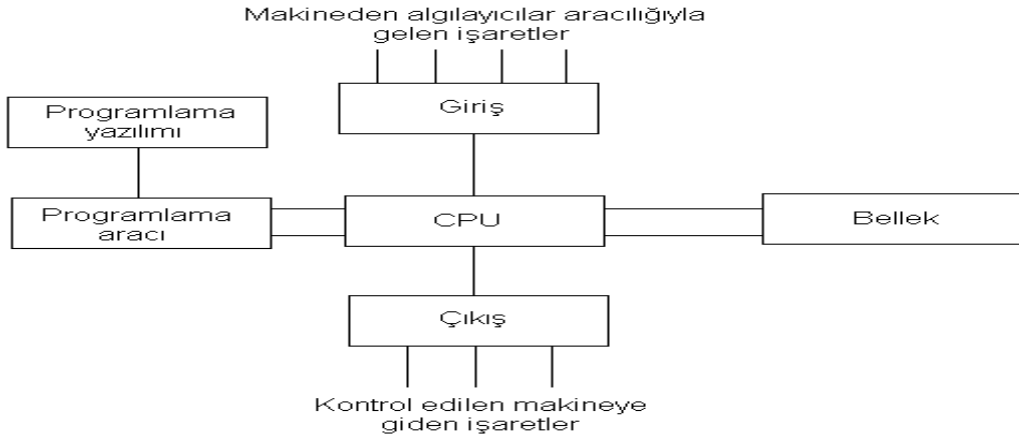 Makineden algılayıcılar aracılığıyla
gelen işaretler
Giriş
Programlama
yazılımı
Programlama
aracı
CPU
Bellek
Çıkış
Kontrol edilen makineye
giden işaretler